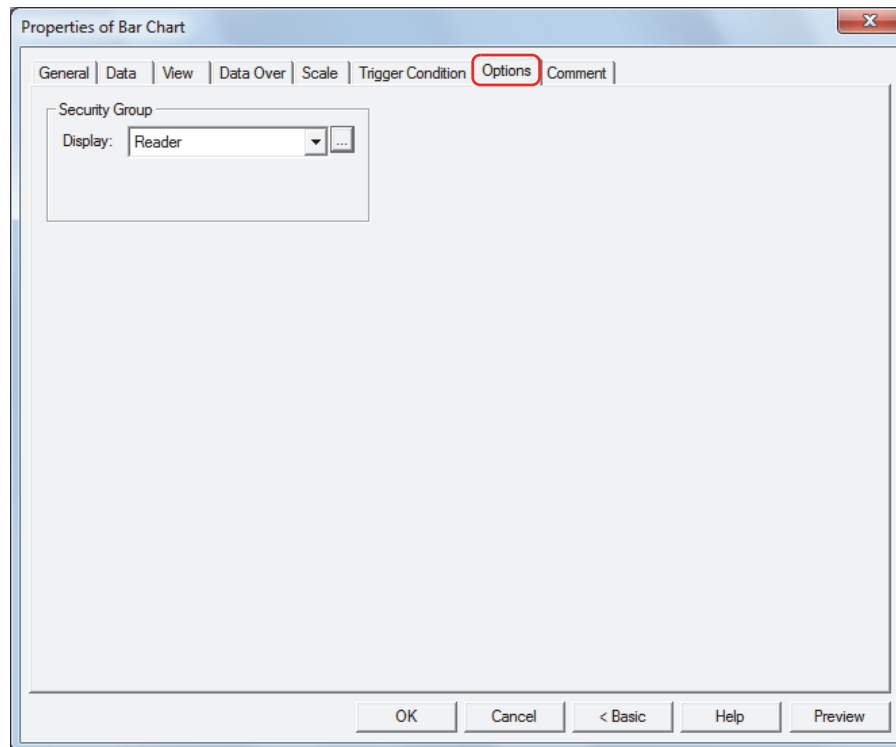 Properties of Bar Chart
General Data View Data Over Scale Trigger Condition Options Comment
Security Group
Display: Reader ...
OK Cancel < Basic Help Preview